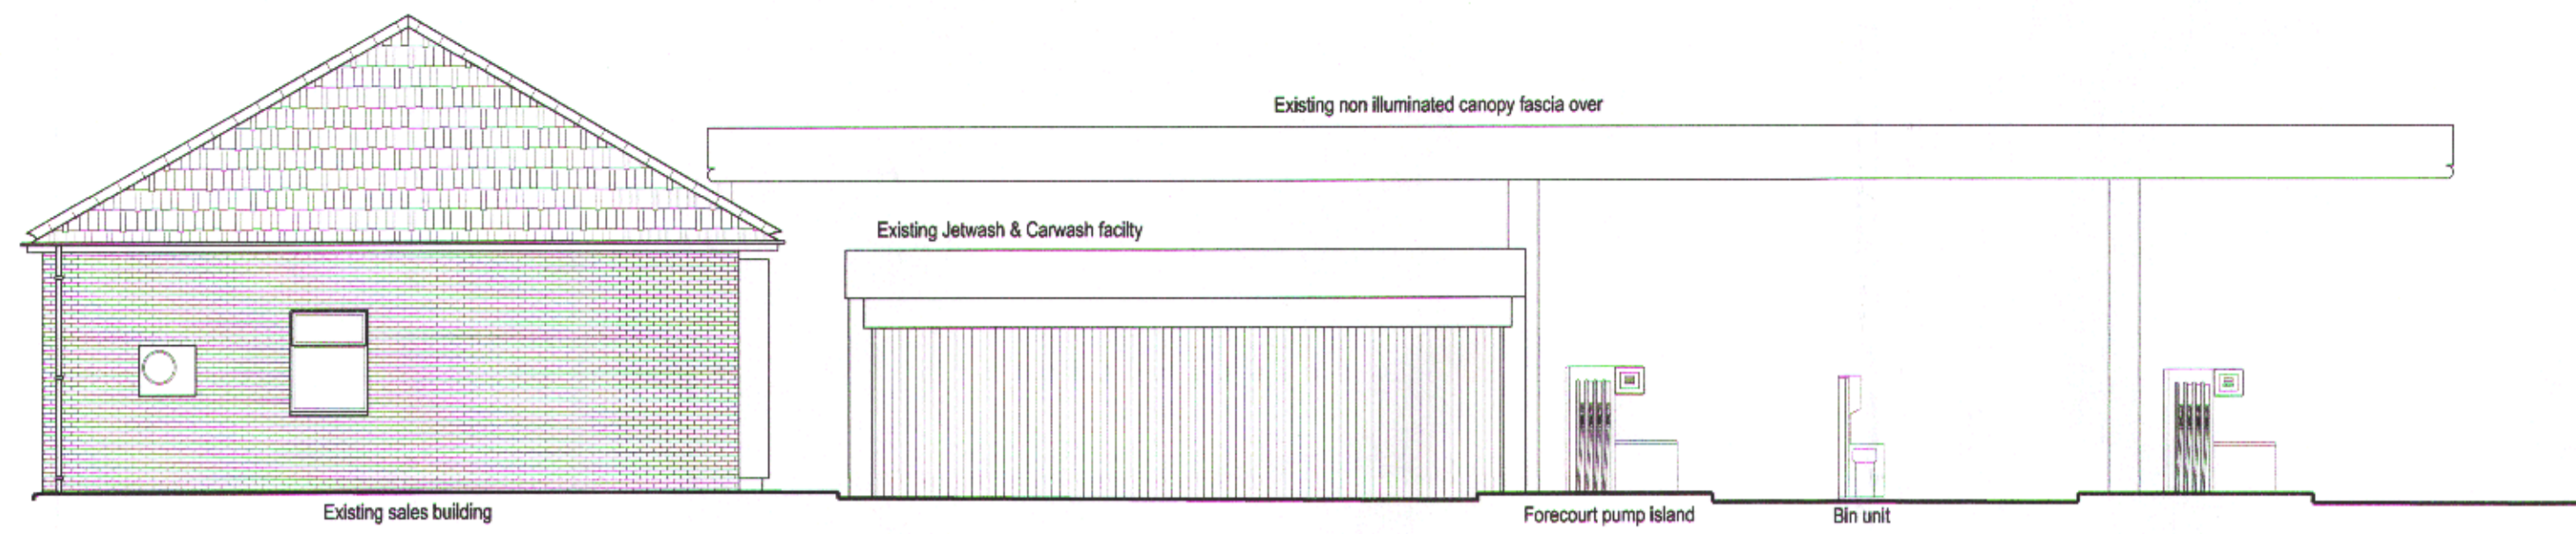 Existing non illuminated canopy fascia over
Existing Jetwash & Carwash facilty
Existing sales building
Forecourt pump island
Bin unit